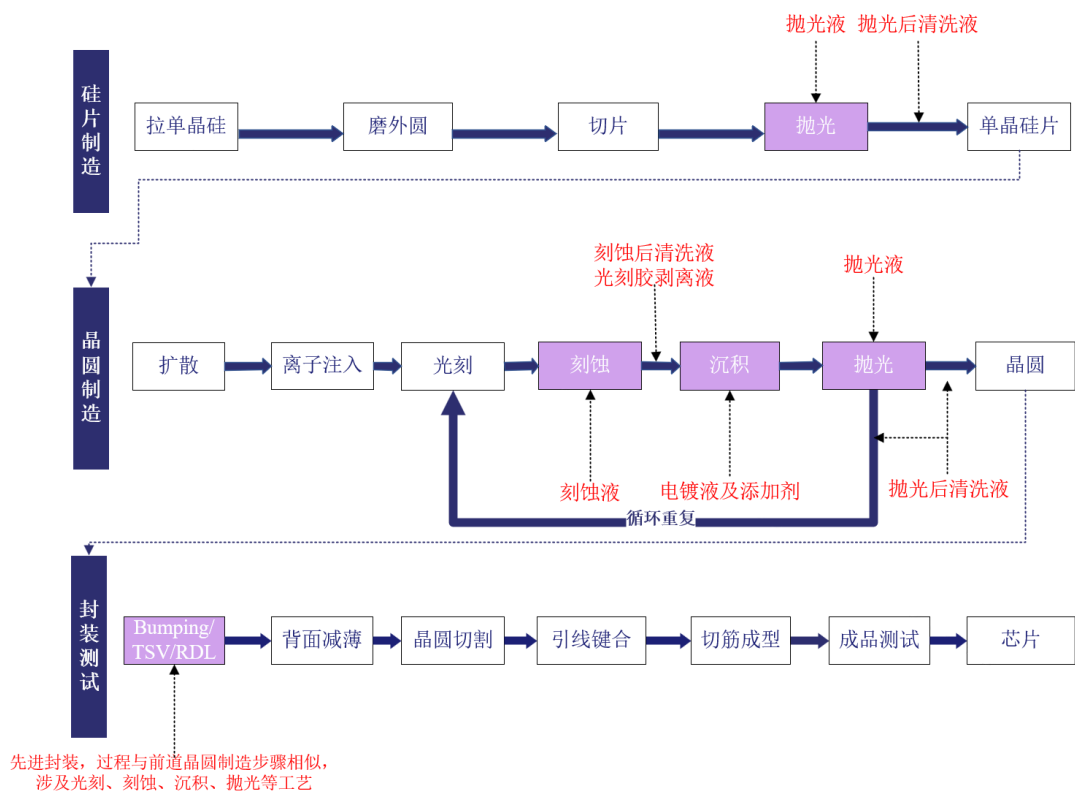 抛光液
抛光后清洗液
硅片制造
拉单晶硅
磨外圆
切片
抛光
单晶硅片
刻蚀后清洗液
光刻胶剥离液
抛光液
晶圆制造
扩散
离子注入
光刻
刻蚀
沉积
抛光
晶圆
刻蚀液
电镀液及添加剂
抛光后清洗液
循环重复
封装测试
Bumping/
TSV/RDL
背面减薄
晶圆切割
引线键合
切筋成型
成品测试
芯片
先进封装，过程与前道晶圆制造步骤相似，
涉及光刻、刻蚀、沉积、抛光等工艺